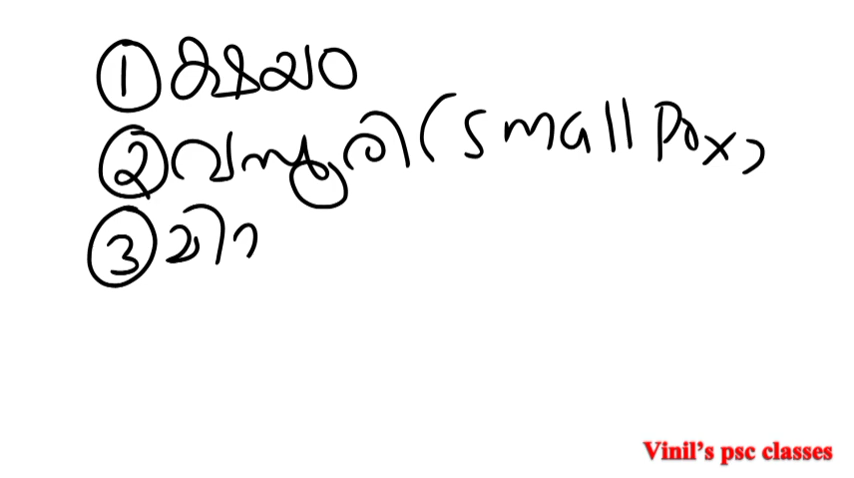 ① ക്ഷയം
② വസൂരി (small Pox)
③ ചി
Vinil's psc classes